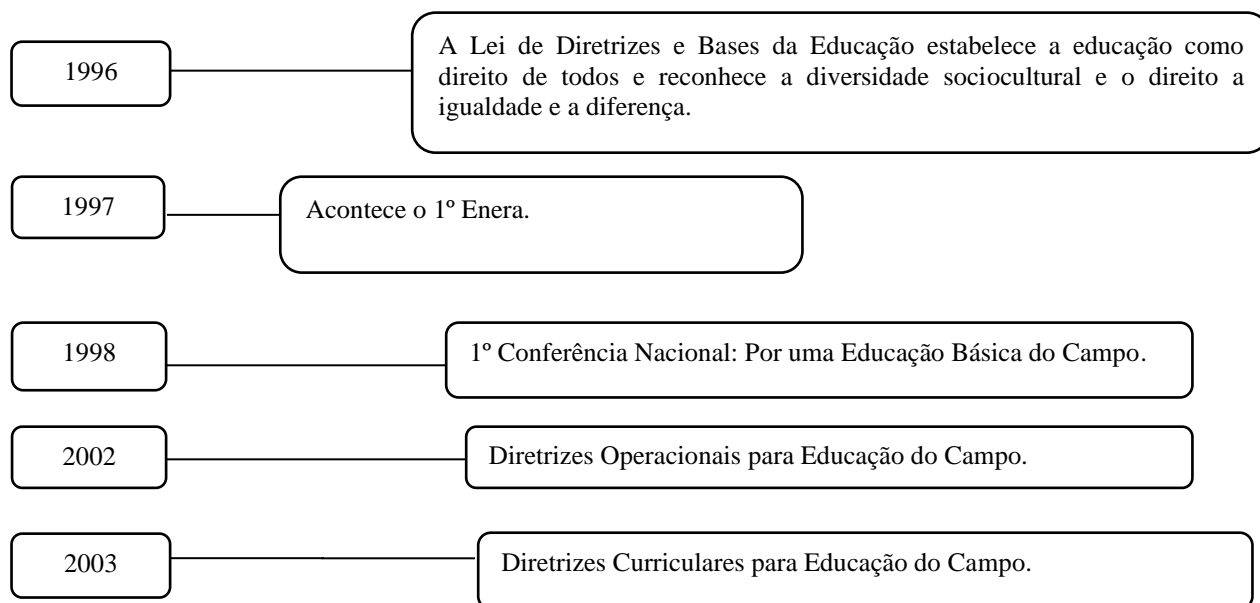 1996
A Lei de Diretrizes e Bases da Educação estabelece a educação como
direito de todos e reconhece a diversidade sociocultural e o direito a
igualdade e a diferença.
1997
Acontece o 1º Enera.
1998
1º Conferência Nacional: Por uma Educação Básica do Campo.
2002
Diretrizes Operacionais para Educação do Campo.
2003
Diretrizes Curriculares para Educação do Campo.